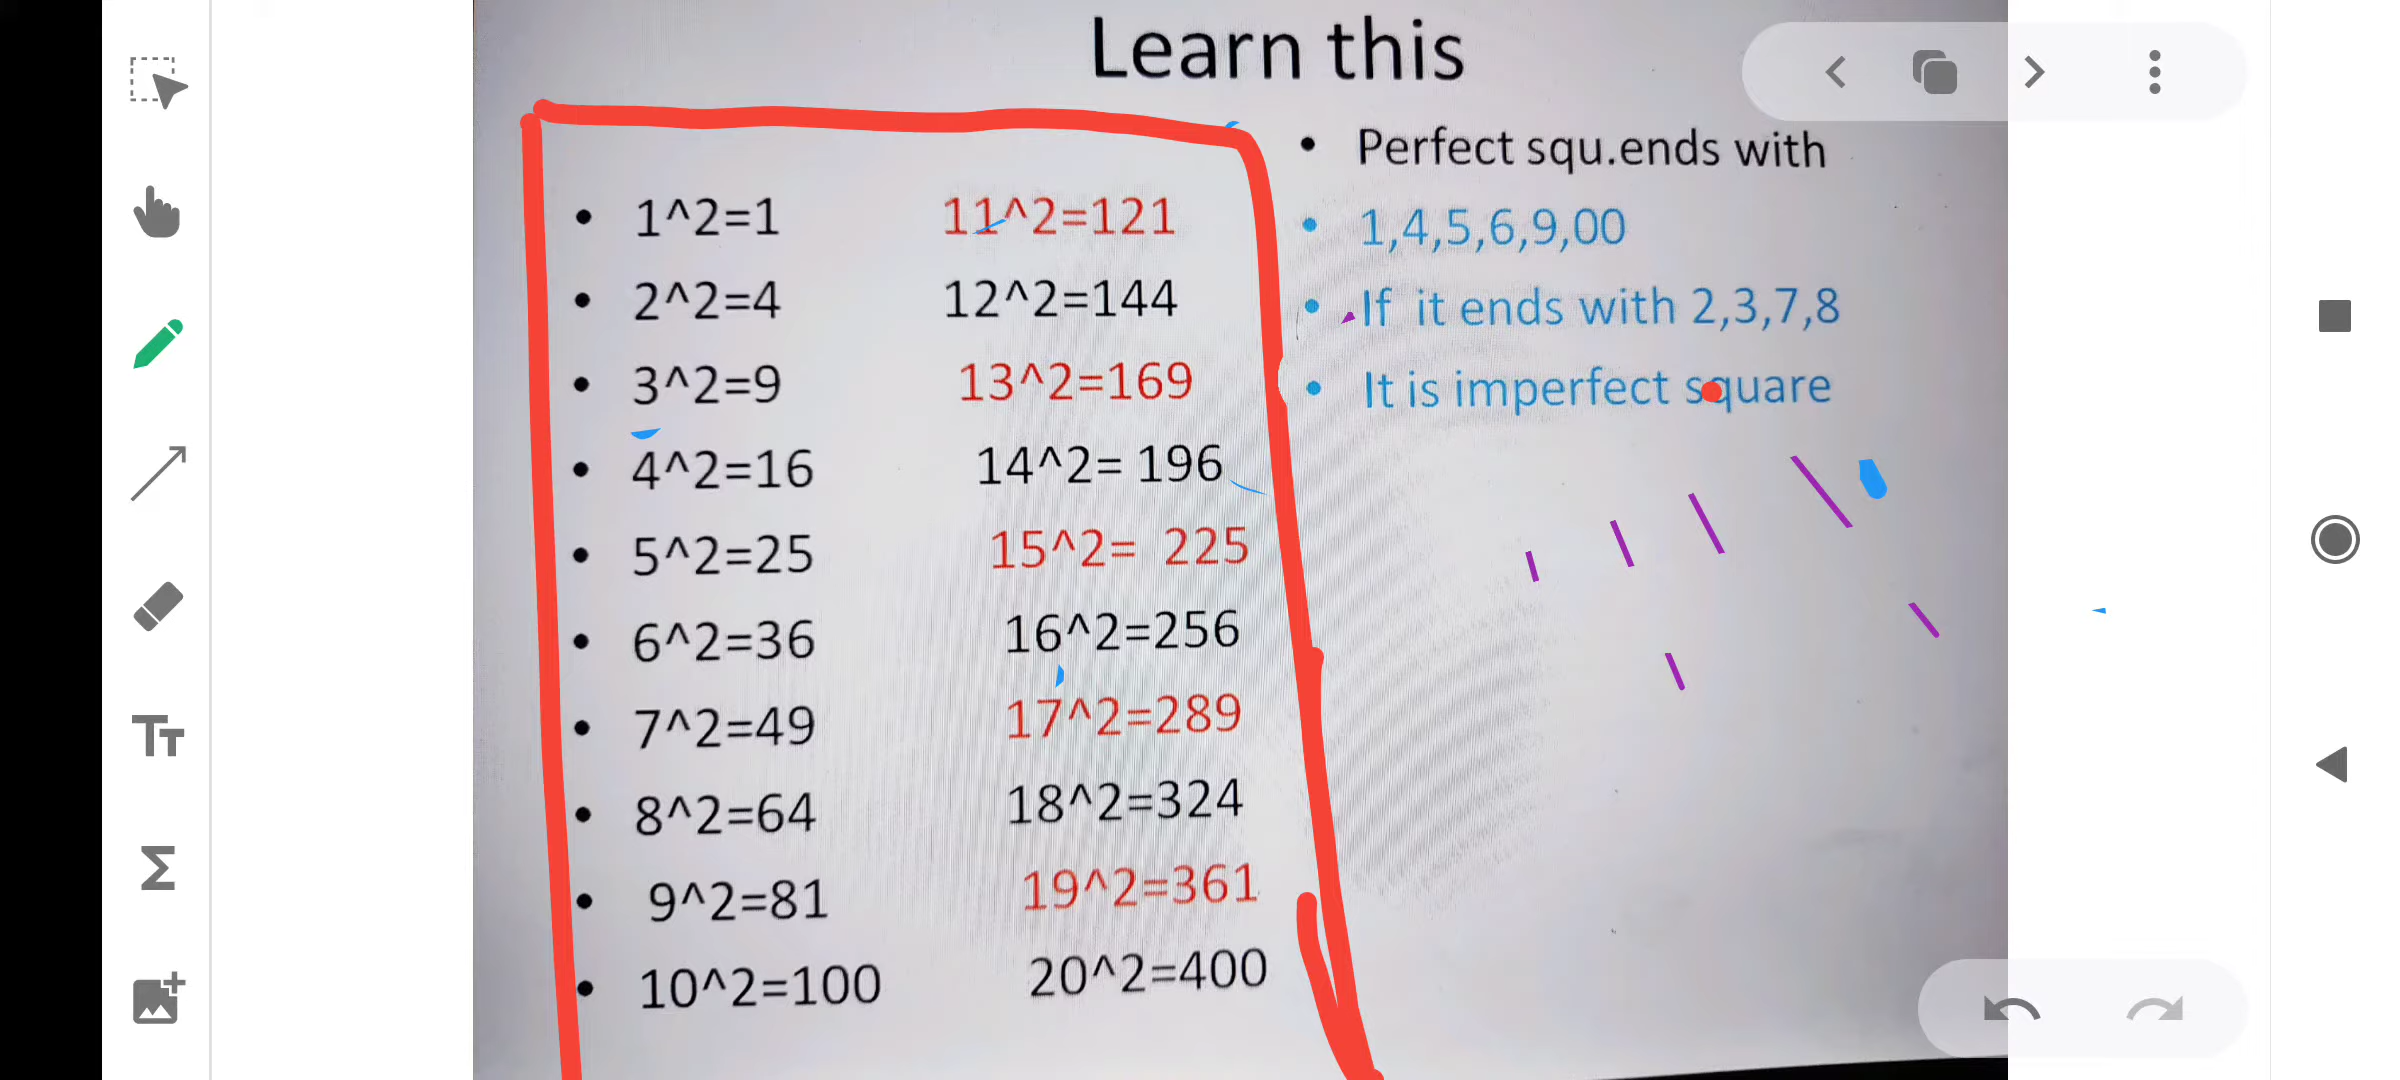 Learn this
• 1^2=1 11^2=121
• 2^2=4 12^2=144
• 3^2=9 13^2=169
• 4^2=16 14^2= 196
• 5^2=25 15^2= 225
• 6^2=36 16^2=256
• 7^2=49 17^2=289
• 8^2=64 18^2=324
• 9^2=81 19^2=361
• 10^2=100 20^2=400
• Perfect squ.ends with
• 1,4,5,6,9,00
• If it ends with 2,3,7,8
• It is imperfect square
TT
Σ